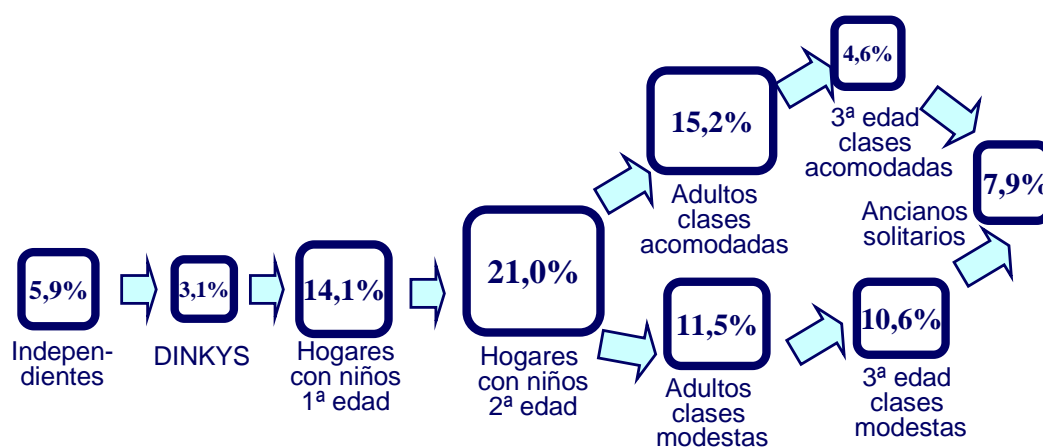 5,9%
Indepen-
dientes
3,1%
DINKYS
14,1%
Hogares
con niños
1ª edad
21,0%
Hogares
con niños
2ª edad
15,2%
Adultos
clases
acomodadas
4,6%
3ª edad
clases
acomodadas
11,5%
Adultos
clases
modestas
10,6%
3ª edad
clases
modestas
7,9%
Ancianos
solitarios